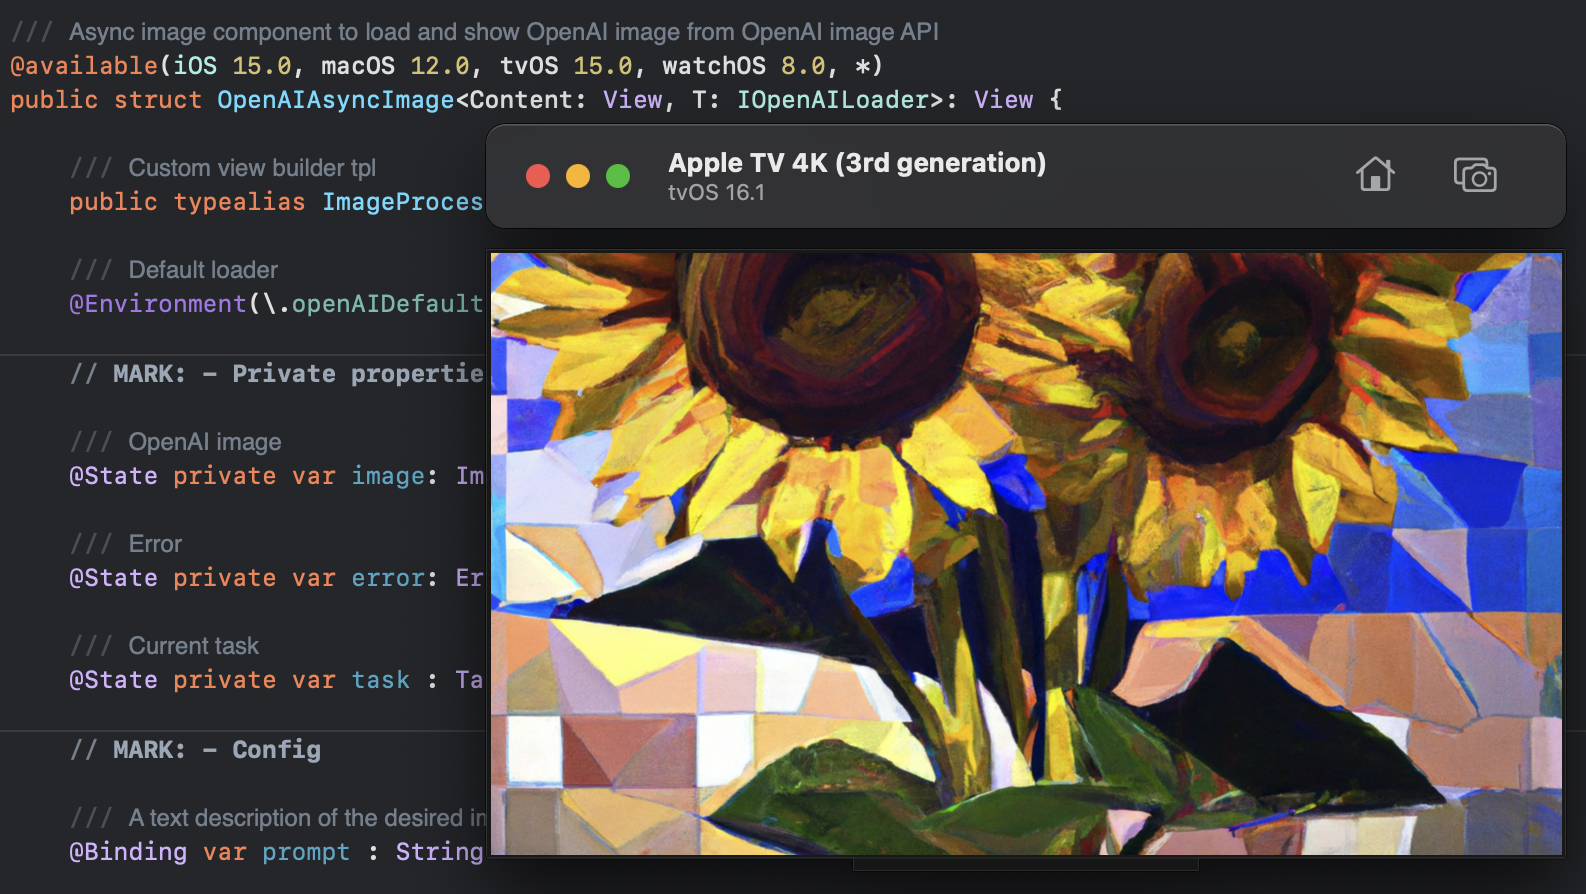 /// Async image component to load and show OpenAI image from OpenAI image API
@available(iOS 15.0, macOS 12.0, tvOS 15.0, watchOS 8.0, *)
public struct OpenAIAsyncImage<Content: View, T: IOpenAILoader>: View {
Apple TV 4K (3rd generation)
tvOS 16.1
/// Custom view builder tpl
public typealias ImageProces
/// Default loader
@Environment(\.openAIDefault
// MARK: - Private propertie
/// OpenAI image
@State private var image: Im
/// Error
@State private var error: Er
/// Current task
@State private var task : Ta
// MARK: - Config
/// A text description of the desired in
@Binding var prompt : String